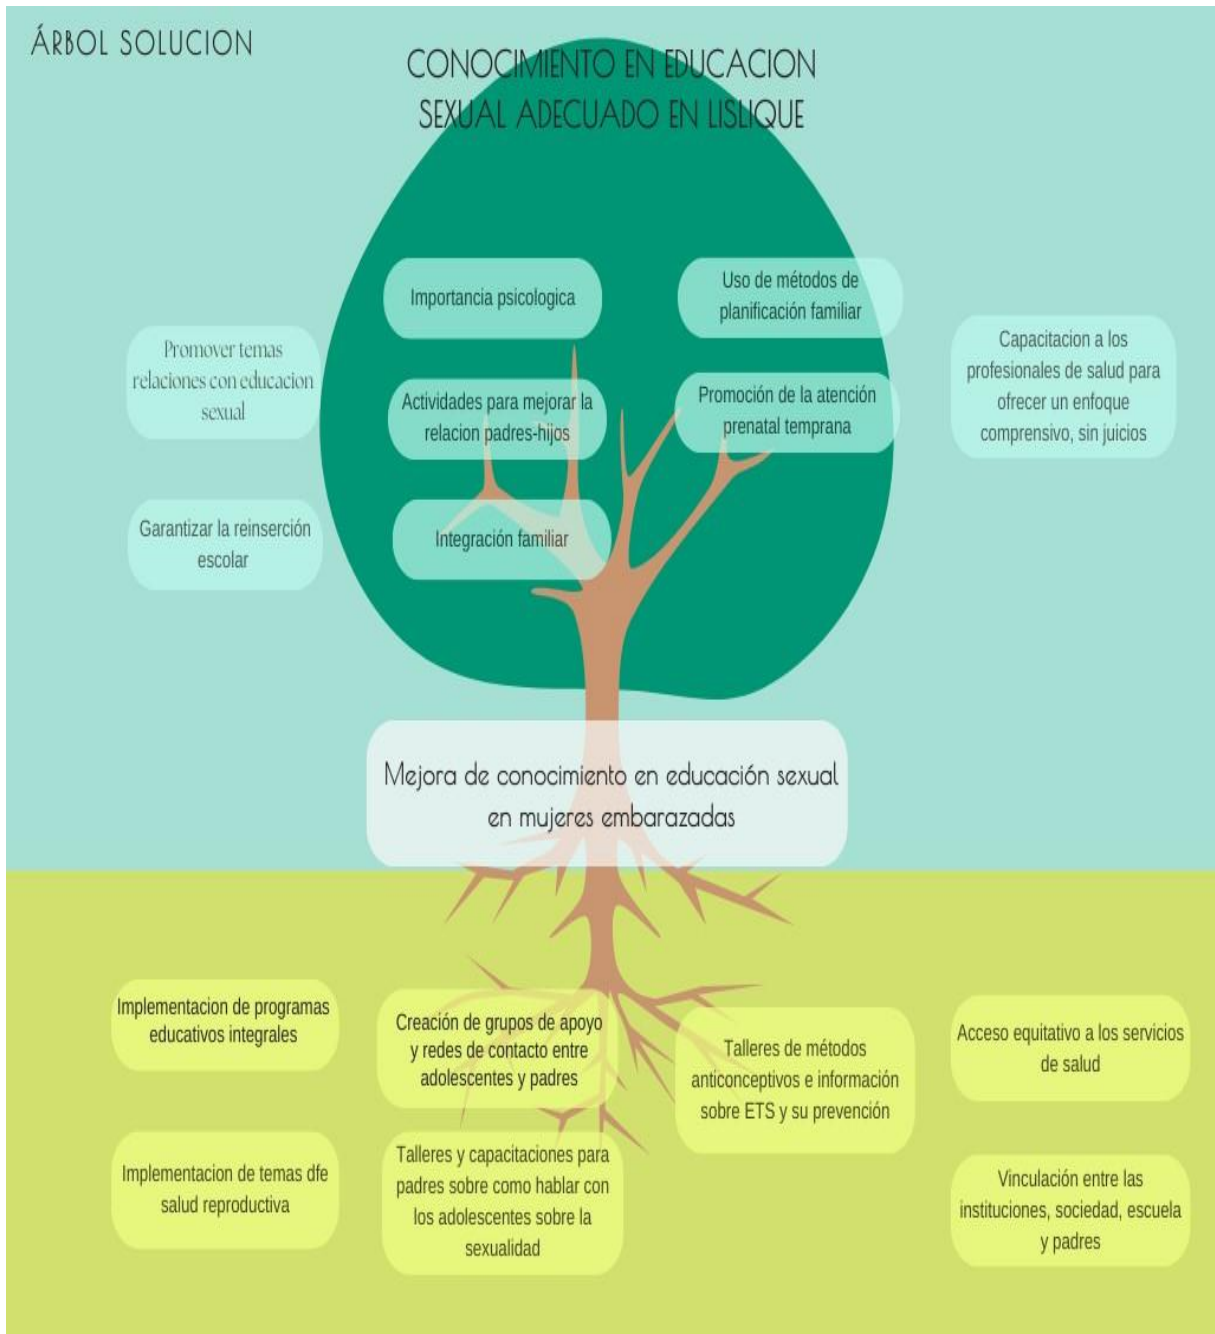 ÁRBOL SOLUCION
CONOCIMIENTO EN EDUCACION
SEXUAL ADECUADO EN LISLIQUE
Promover temas
relaciones con educacion
sexual
Garantizar la reinserción
escolar
Importancia psicologica
Actividades para mejorar la
relacion padres-hijos
Integración familiar
Uso de métodos de
planificación familiar
Promoción de la atención
prenatal temprana
Capacitacion a los
profesionales de salud para
ofrecer un enfoque
comprensivo, sin juicios
Mejora de conocimiento en educación sexual
en mujeres embarazadas
Implementacion de programas
educativos integrales
Implementacion de temas dfe
salud reproductiva
Creación de grupos de apoyo
y redes de contacto entre
adolescentes y padres
Talleres y capacitaciones para
padres sobre como hablar con
los adolescentes sobre la
sexualidad
Talleres de métodos
anticonceptivos e información
sobre ETS y su prevención
Acceso equitativo a los servicios
de salud
Vinculación entre las
instituciones, sociedad, escuela
y padres